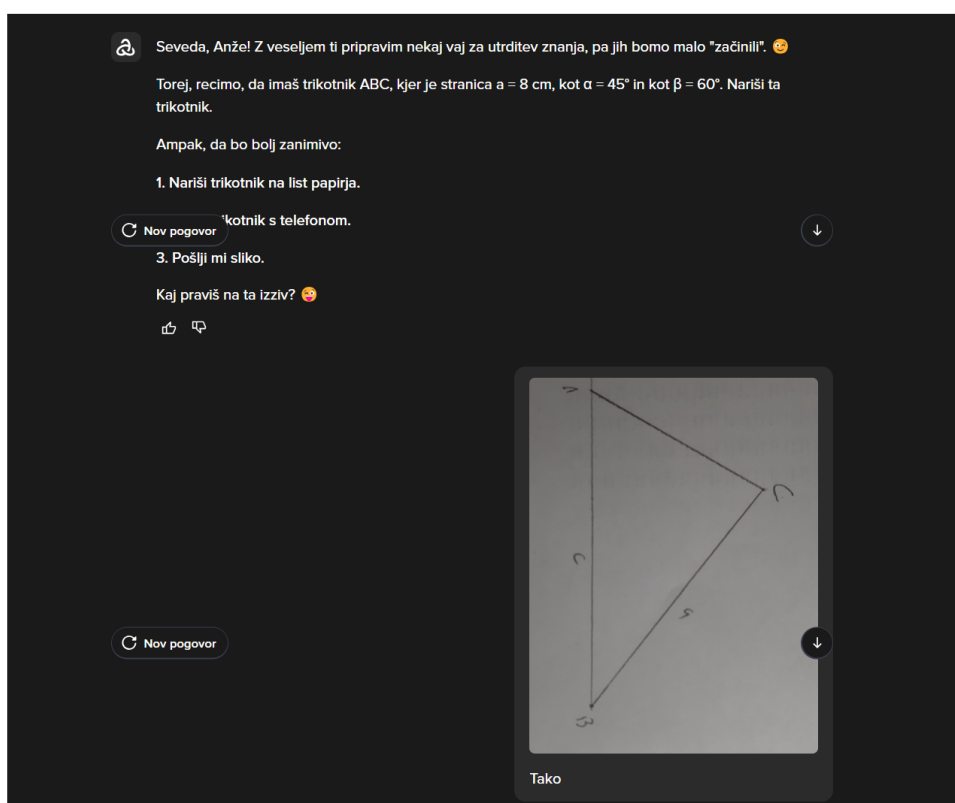 Seveda, Anže! Z veseljem ti pripravim nekaj vaj za utrditev znanja, pa jih bomo malo "začinili". 😉
Torej, recimo, da imaš trikotnik ABC, kjer je stranica a = 8 cm, kot α = 45° in kot β = 60°. Nariši ta
trikotnik.
Ampak, da bo bolj zanimivo:
1. Nariši trikotnik na list papirja.
kotnik s telefonom.
Nov pogovor
3. Pošlji mi sliko.
Kaj praviš na ta izziv? 😜
A
C
c
a
Nov pogovor
B
Tako